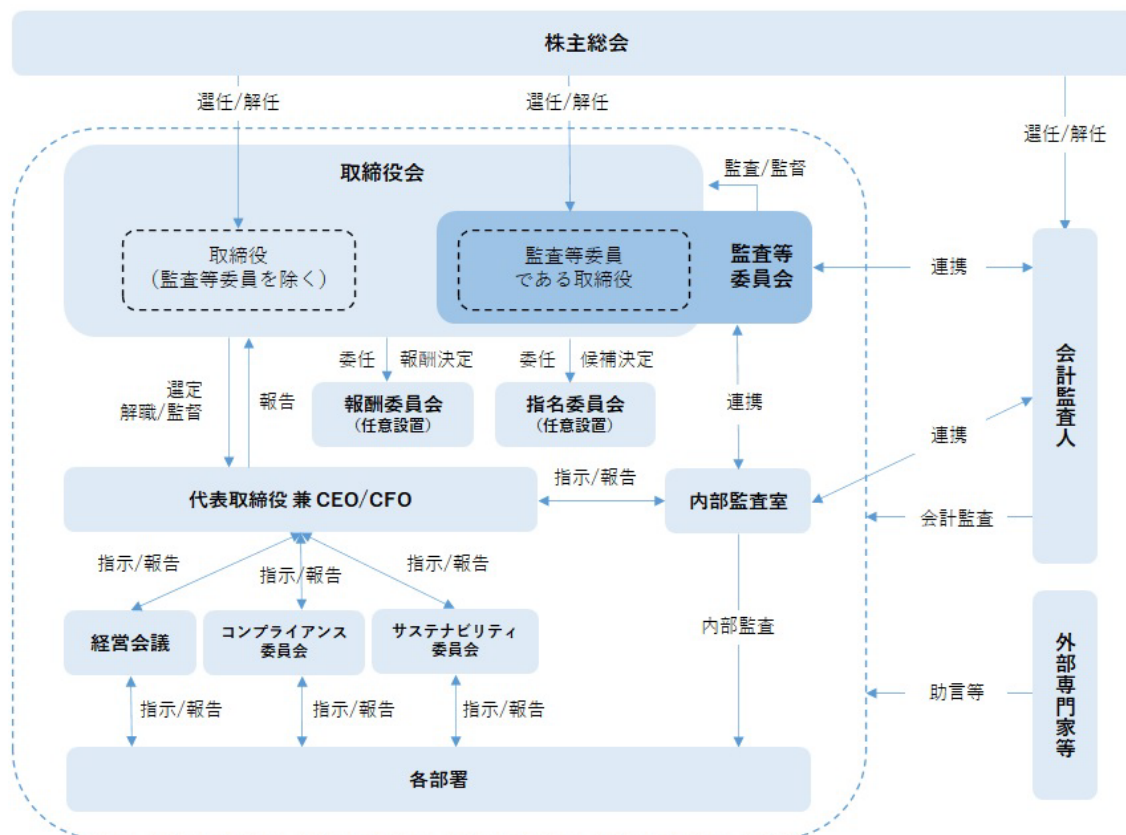 株主総会
選任/解任
選任/解任
選任/解任
取締役会
監査/監督
取締役
(監査等委員を除く)
監査等委員
である取締役
監査等
委員会
連携
会計監査人
選定
解職/監督
報告
委任
報酬決定
委任
候補決定
報酬委員会
(任意設置)
指名委員会
(任意設置)
連携
連携
代表取締役 兼 CEO/CFO
指示/報告
内部監査室
会計監査
指示/報告
指示/報告
指示/報告
経営会議
コンプライアンス
委員会
サステナビリティ
委員会
内部監査
外部専門家等
助言等
指示/報告
指示/報告
指示/報告
各部署